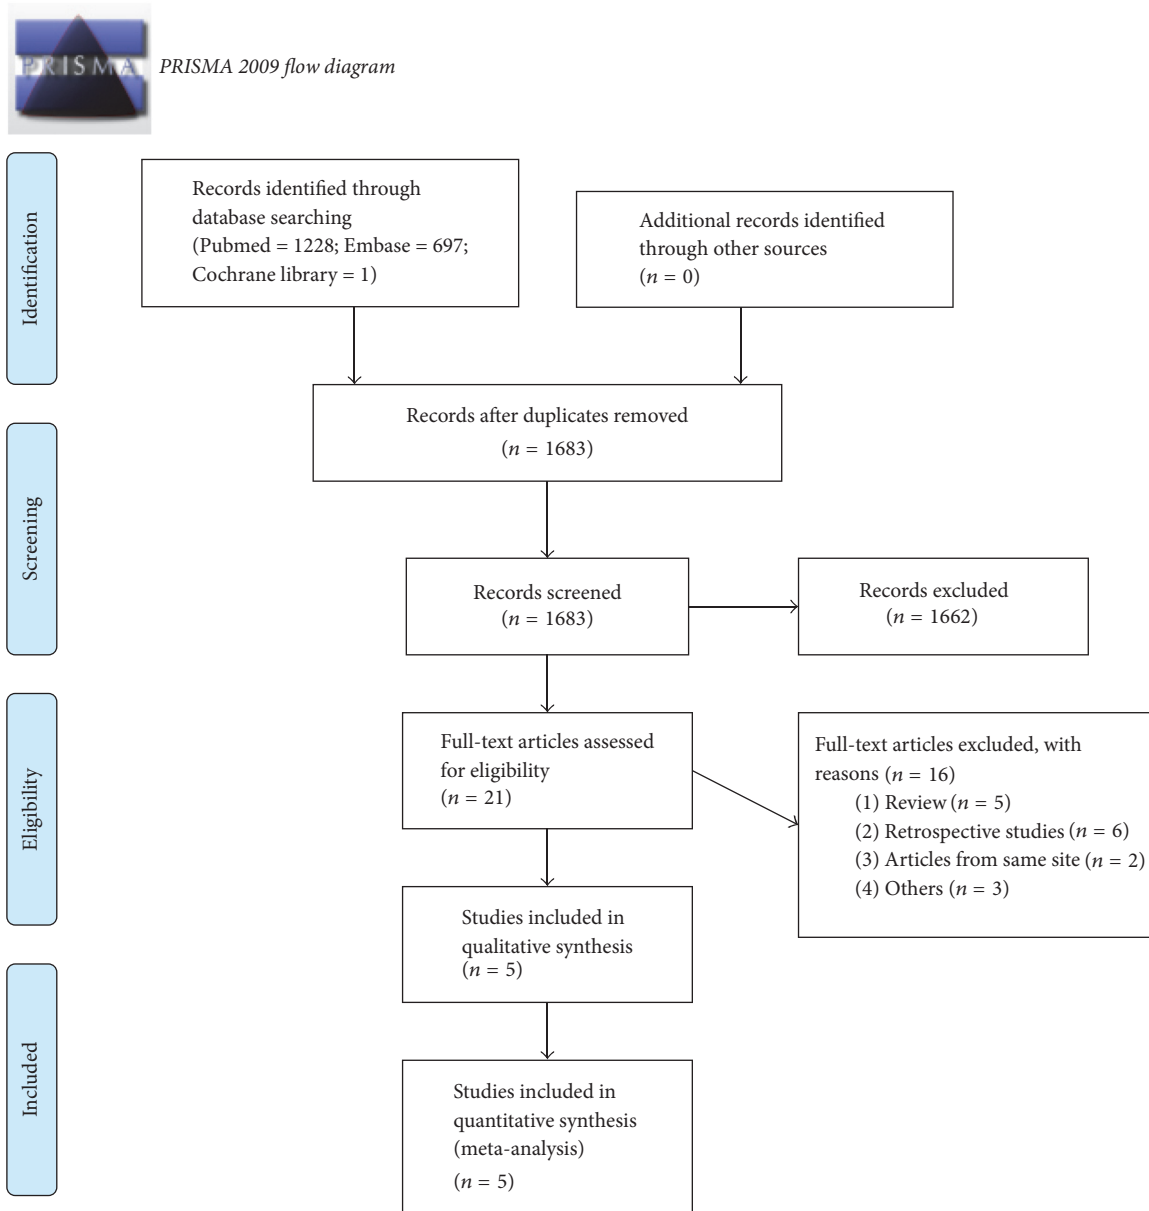 PRISMA
PRISMA 2009 flow diagram
Identification
Records identified through
database searching
(Pubmed = 1228; Embase = 697;
Cochrane library = 1)
Additional records identified
through other sources
(n = 0)
Records after duplicates removed
(n = 1683)
Screening
Records screened
(n = 1683)
Records excluded
(n = 1662)
Eligibility
Full-text articles assessed
for eligibility
(n = 21)
Full-text articles excluded, with
reasons (n = 16)
(1) Review (n = 5)
(2) Retrospective studies (n = 6)
(3) Articles from same site (n = 2)
(4) Others (n = 3)
Studies included in
qualitative synthesis
(n = 5)
Included
Studies included in
quantitative synthesis
(meta-analysis)
(n = 5)